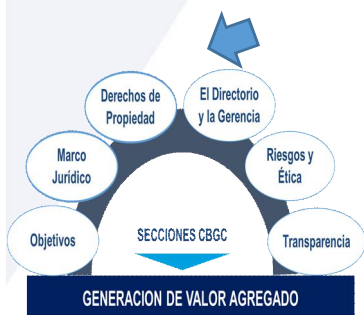 Derechos de
Propiedad
El Directorio
y la Gerencia
Marco
Jurídico
Riesgos y
Ética
Objetivos
SECCIONES CBGC
Transparencia
GENERACION DE VALOR AGREGADO